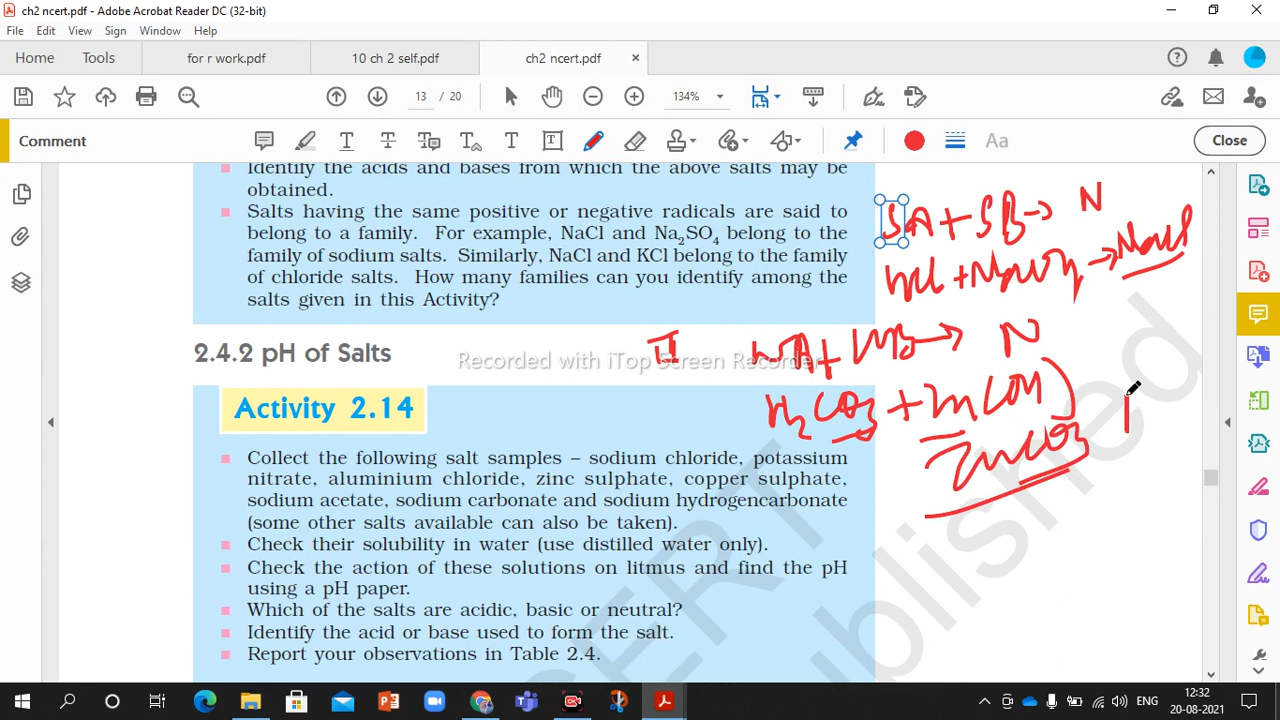 ch2 ncert.pdf - Adobe Acrobat Reader DC (32-bit)
File Edit View Sign Window Help
Home Tools for r work.pdf 10 ch 2 self.pdf ch2 ncert.pdf ×
13 / 20 134%
Comment Aa Close
Identify the acids and bases from which the above salts may be
obtained.
Salts having the same positive or negative radicals are said to
belong to a family. For example, NaCl and Na₂SO₄ belong to the
family of sodium salts. Similarly, NaCl and KCl belong to the family
of chloride salts. How many families can you identify among the
salts given in this Activity?
SA + SB → N
→ NaCl
2.4.2 pH of Salts
Recorded with iTop Screen Recorder
II WA + WB → N
H₂CO₃ +
ZnCO₃
Activity 2.14
Collect the following salt samples – sodium chloride, potassium
nitrate, aluminium chloride, zinc sulphate, copper sulphate,
sodium acetate, sodium carbonate and sodium hydrogencarbonate
(some other salts available can also be taken).
Check their solubility in water (use distilled water only).
Check the action of these solutions on litmus and find the pH
using a pH paper.
Which of the salts are acidic, basic or neutral?
Identify the acid or base used to form the salt.
Report your observations in Table 2.4.
ENG 12:32
20-08-2021